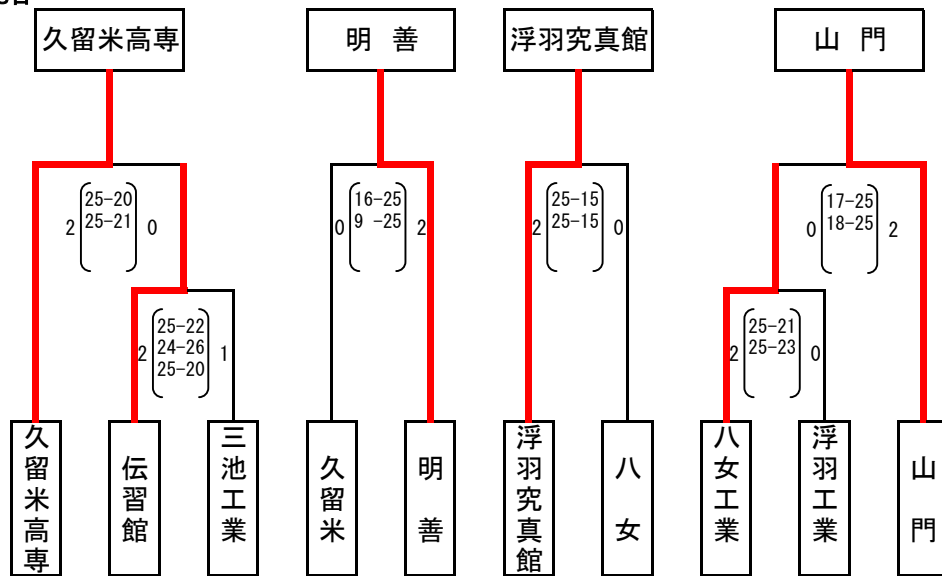 久留米高専
明 善
浮羽究真館
山 門
25-20
2 25-21 0
16-25
0 9 -25 2
25-15
2 25-15 0
17-25
0 18-25 2
25-22
2 24-26 1
25-20
25-21
2 25-23 0
久留米高専
伝習館
三池工業
久留米
明善
浮羽究真館
八女
八女工業
浮羽工業
山門